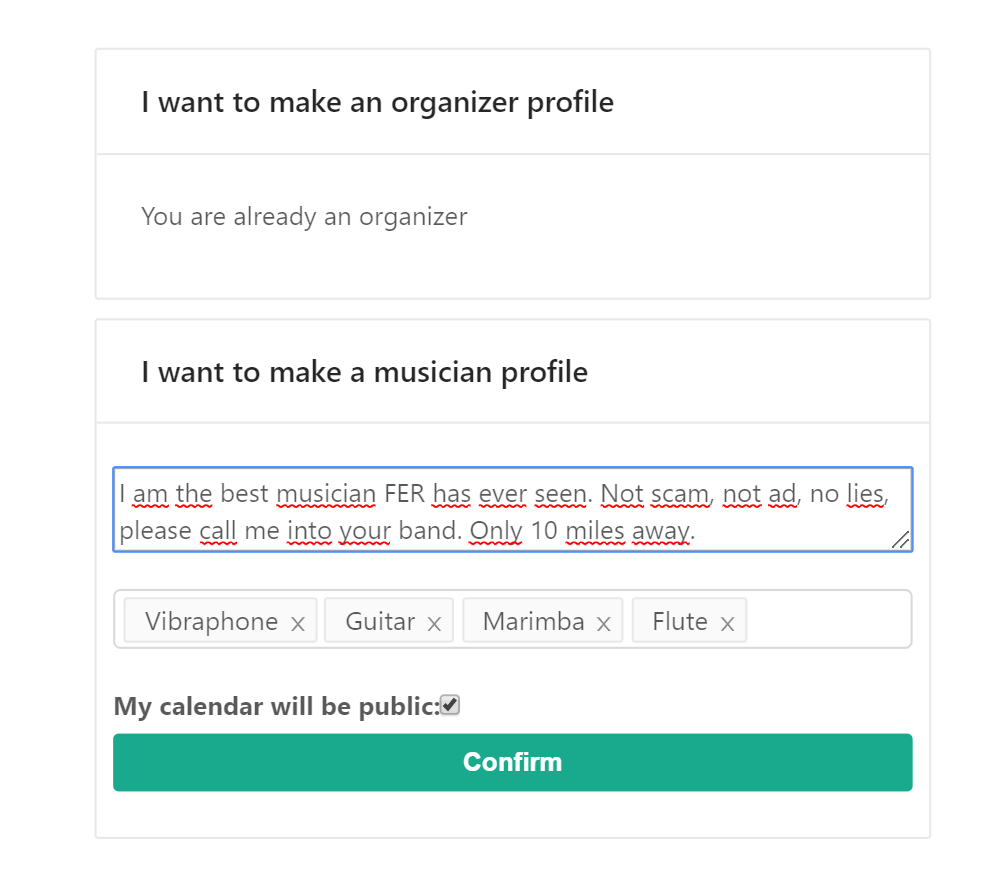 I want to make an organizer profile
You are already an organizer
I want to make a musician profile
I am the best musician FER has ever seen. Not scam, not ad, no lies,
please call me into your band. Only 10 miles away.
Vibraphone x Guitar x Marimba x Flute x
My calendar will be public:
Confirm